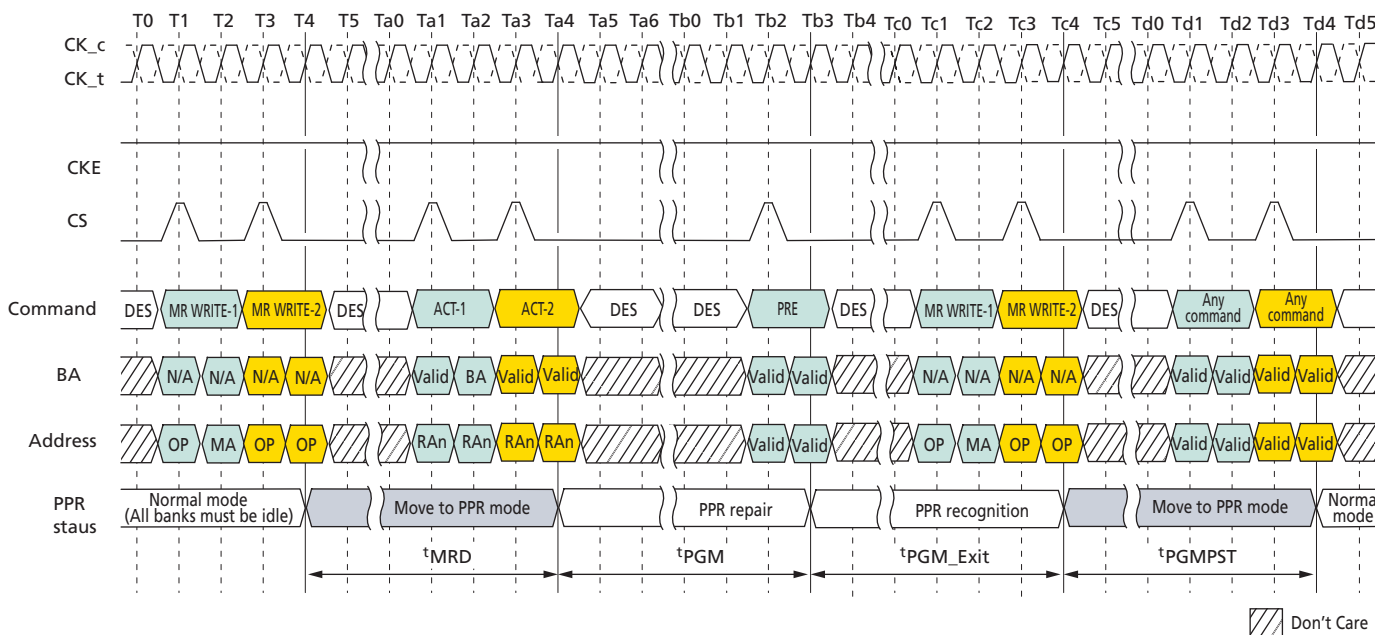 T0 T1 T2 T3 T4 T5 Ta0 Ta1 Ta2 Ta3 Ta4 Ta5 Ta6 Tb0 Tb1 Tb2 Tb3 Tb4 Tc0 Tc1 Tc2 Tc3 Tc4 Tc5 Td0 Td1 Td2 Td3 Td4 Td5
CK_c
CK_t
CKE
CS
Command DES MR WRITE-1 MR WRITE-2 DES ACT-1 ACT-2 DES DES PRE DES MR WRITE-1 MR WRITE-2 DES Any command Any command
BA N/A N/A N/A N/A Valid BA Valid Valid Valid Valid N/A N/A N/A N/A Valid Valid Valid Valid
Address OP MA OP OP RAn RAn RAn RAn Valid Valid OP MA OP OP Valid Valid Valid Valid
PPR staus Normal mode (All banks must be idle) Move to PPR mode PPR repair PPR recognition Move to PPR mode Normal mode
tMRD tPGM tPGM_Exit tPGMPST
Don't Care